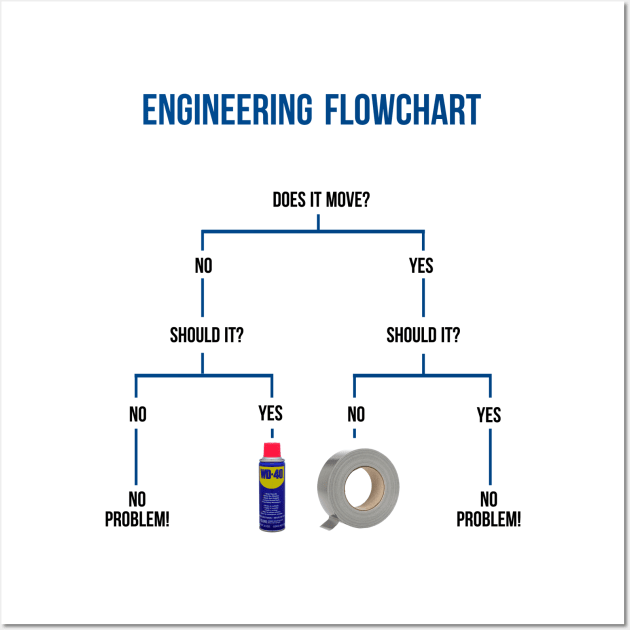 ENGINEERING FLOWCHART
DOES IT MOVE?
NO YES
SHOULD IT? SHOULD IT?
NO YES NO YES
WD-40
NO
PROBLEM!
NO
PROBLEM!